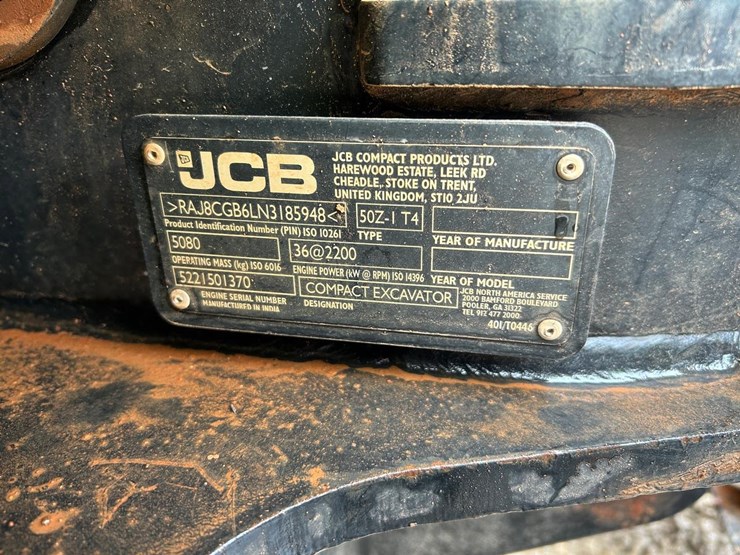 JCB
JCB COMPACT PRODUCTS LTD.
HAREWOOD ESTATE, LEEK RD
CHEADLE, STOKE ON TRENT,
UNITED KINGDOM, ST10 2JU
>RAJ8CGB6LN3185948< 50Z-1 T4
Product Identification Number (PIN) ISO 10261 TYPE YEAR OF MANUFACTURE
5080 36@2200
OPERATING MASS (kg) ISO 6016 ENGINE POWER (kW @ RPM) ISO 14396 YEAR OF MODEL
5221501370 COMPACT EXCAVATOR
ENGINE SERIAL NUMBER DESIGNATION
MANUFACTURED IN INDIA
JCB NORTH AMERICA SERVICE
2000 BAMFORD BOULEVARD
POOLER, GA 31322
TEL 912 477 2000.
401/T0446